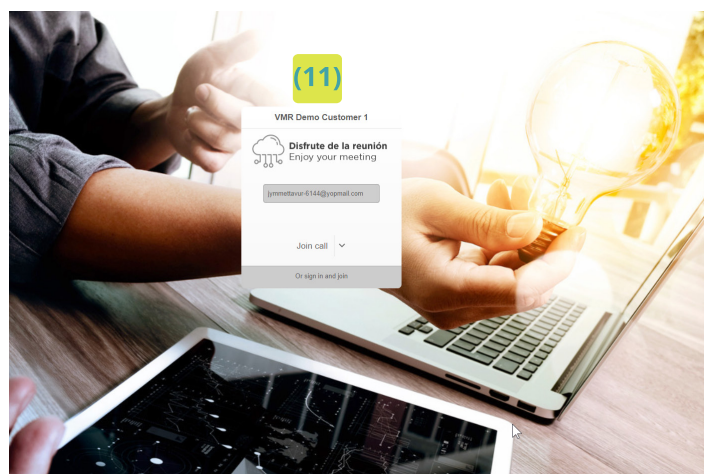 (11)
VMR Demo Customer 1
Disfrute de la reunión
Enjoy your meeting
jymmettavur-6144@yopmail.com
Join call
Or sign in and join